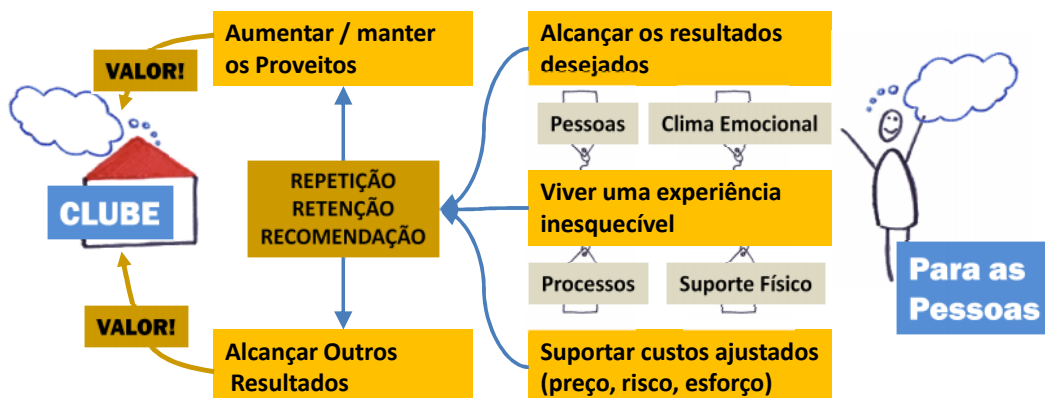 Aumentar / manter
os Proveitos
VALOR!
CLUBE
VALOR!
Alcançar Outros
Resultados
REPETIÇÃO
RETENÇÃO
RECOMENDAÇÃO
Alcançar os resultados
desejados
Pessoas
Clima Emocional
Viver uma experiência
inesquecível
Processos
Suporte Físico
Suportar custos ajustados
(preço, risco, esforço)
Para as
Pessoas